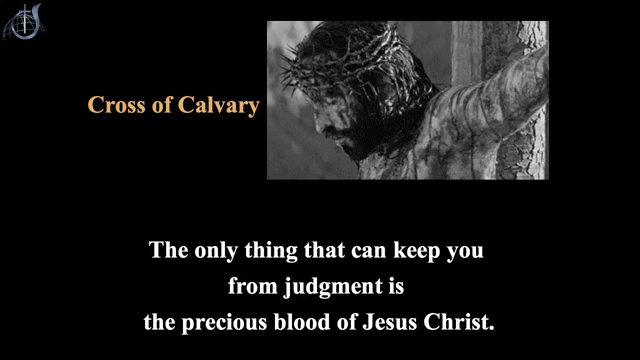 Cross of Calvary
The only thing that can keep you
from judgment is
the precious blood of Jesus Christ.